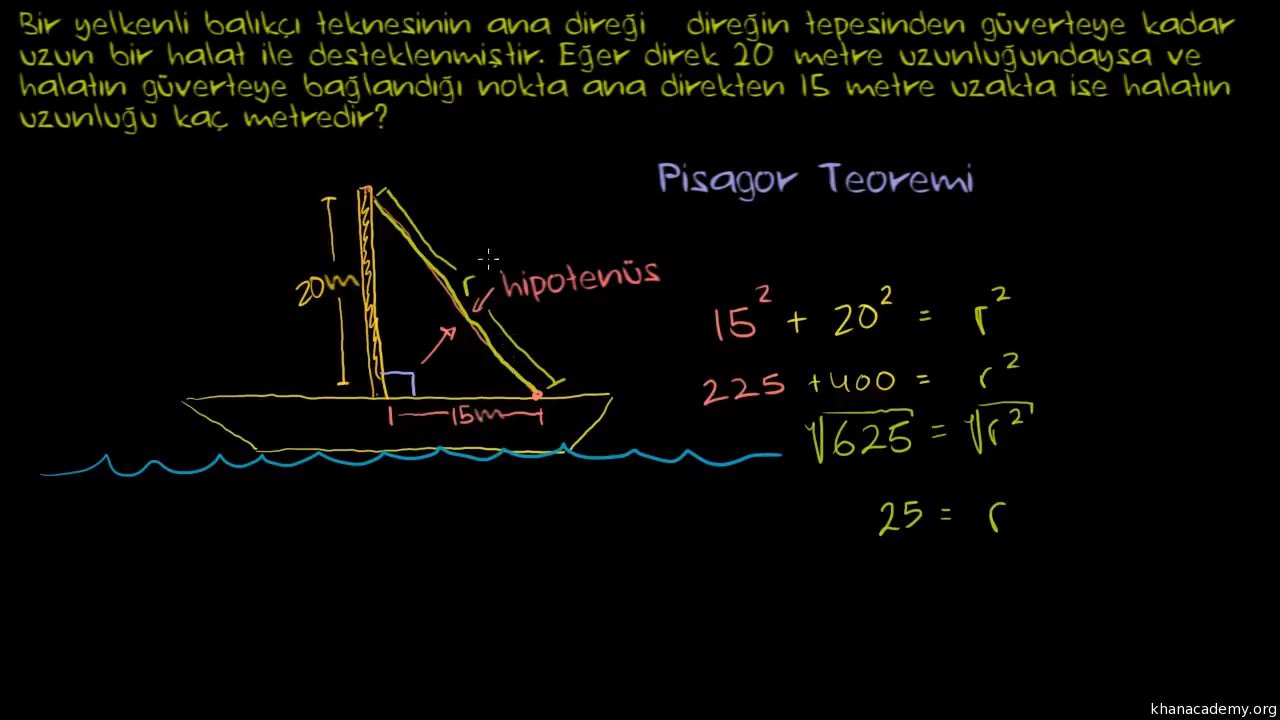 Bir yelkenli balıkçı teknesinin ana direği direğin tepesinden güverteye kadar
uzun bir halat ile desteklenmiştir. Eğer direk 20 metre uzunluğundaysa ve
halatın güverteye bağlandığı nokta ana direkten 15 metre uzakta ise halatın
uzunluğu kaç metredir?
Pisagor Teoremi
20m
r
hipotenüs
15m
15² + 20² = r²
225 + 400 = r²
√625 = √r²
25 = r
khanacademy.org